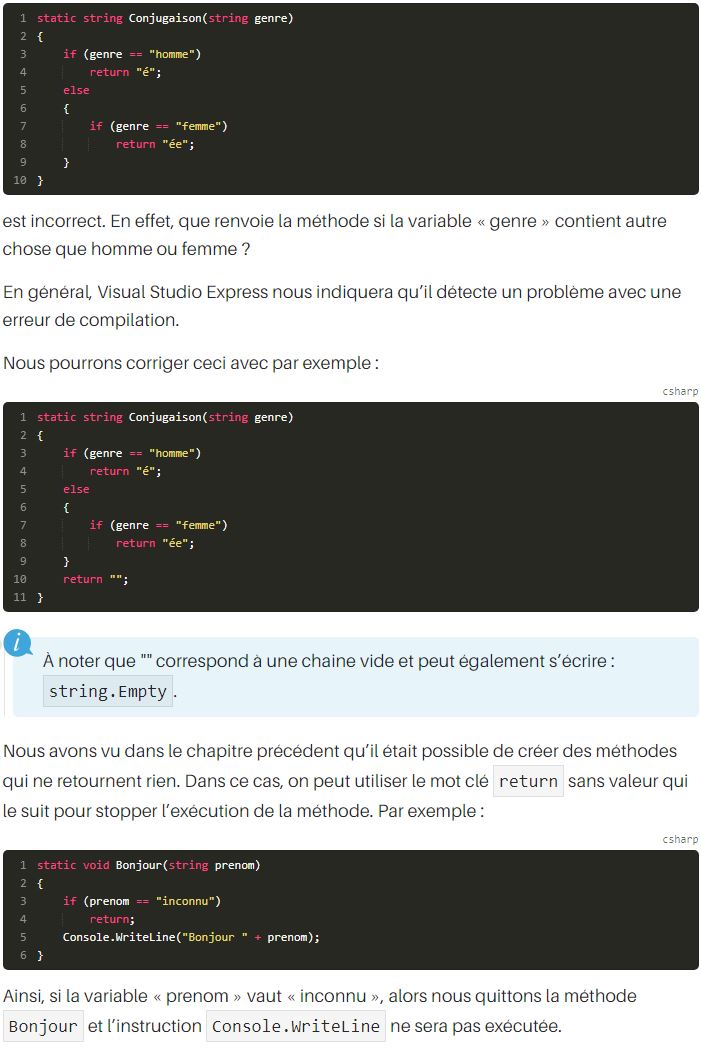 1 static string Conjugaison(string genre)
2 {
3 if (genre == "homme")
4 return "é";
5 else
6 {
7 if (genre == "femme")
8 return "ée";
9 }
10 }
est incorrect. En effet, que renvoie la méthode si la variable « genre » contient autre
chose que homme ou femme ?
En général, Visual Studio Express nous indiquera qu’il détecte un problème avec une
erreur de compilation.
Nous pourrons corriger ceci avec par exemple :
csharp
1 static string Conjugaison(string genre)
2 {
3 if (genre == "homme")
4 return "é";
5 else
6 {
7 if (genre == "femme")
8 return "ée";
9 }
10 return "";
11 }
i
À noter que "" correspond à une chaine vide et peut également s’écrire :
string.Empty .
Nous avons vu dans le chapitre précédent qu’il était possible de créer des méthodes
qui ne retournent rien. Dans ce cas, on peut utiliser le mot clé return sans valeur qui
le suit pour stopper l’exécution de la méthode. Par exemple :
csharp
1 static void Bonjour(string prenom)
2 {
3 if (prenom == "inconnu")
4 return;
5 Console.WriteLine("Bonjour " + prenom);
6 }
Ainsi, si la variable « prenom » vaut « inconnu », alors nous quittons la méthode
Bonjour et l’instruction Console.WriteLine ne sera pas exécutée.